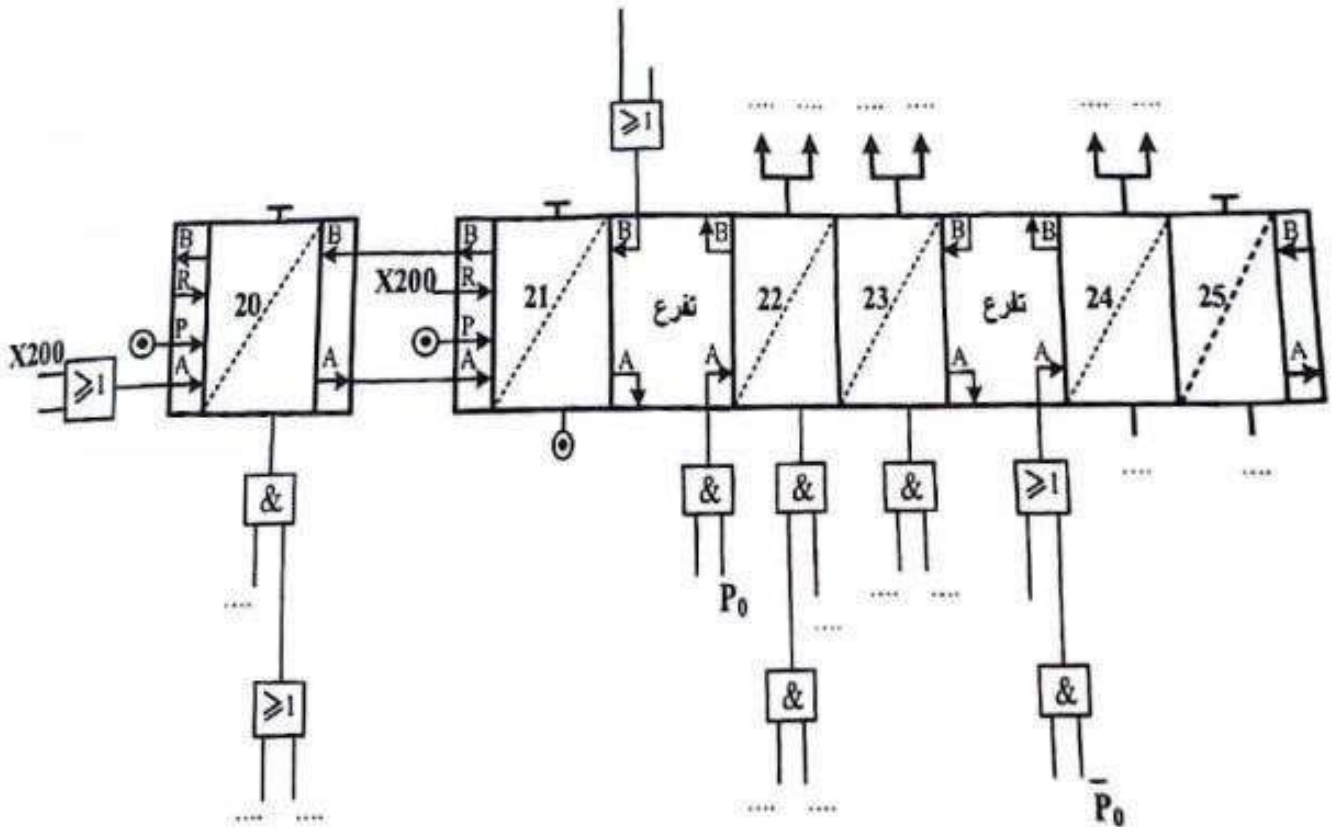 ≥1
.... .... .... .... .... ....
B B B B B B B B
R X200 R
20 21 تفرع 22 23 تفرع 24 25
P P
X200 A A A A A A A A
≥1
& & & & ≥1 .... ....
....
P₀ .... .... ....
≥1 & &
.... .... .... .... P̄₀